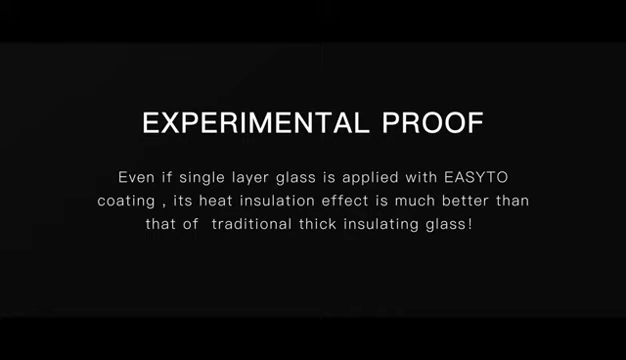 EXPERIMENTAL PROOF
Even if single layer glass is applied with EASYTO
coating , its heat insulation effect is much better than
that of  traditional thick insulating glass!